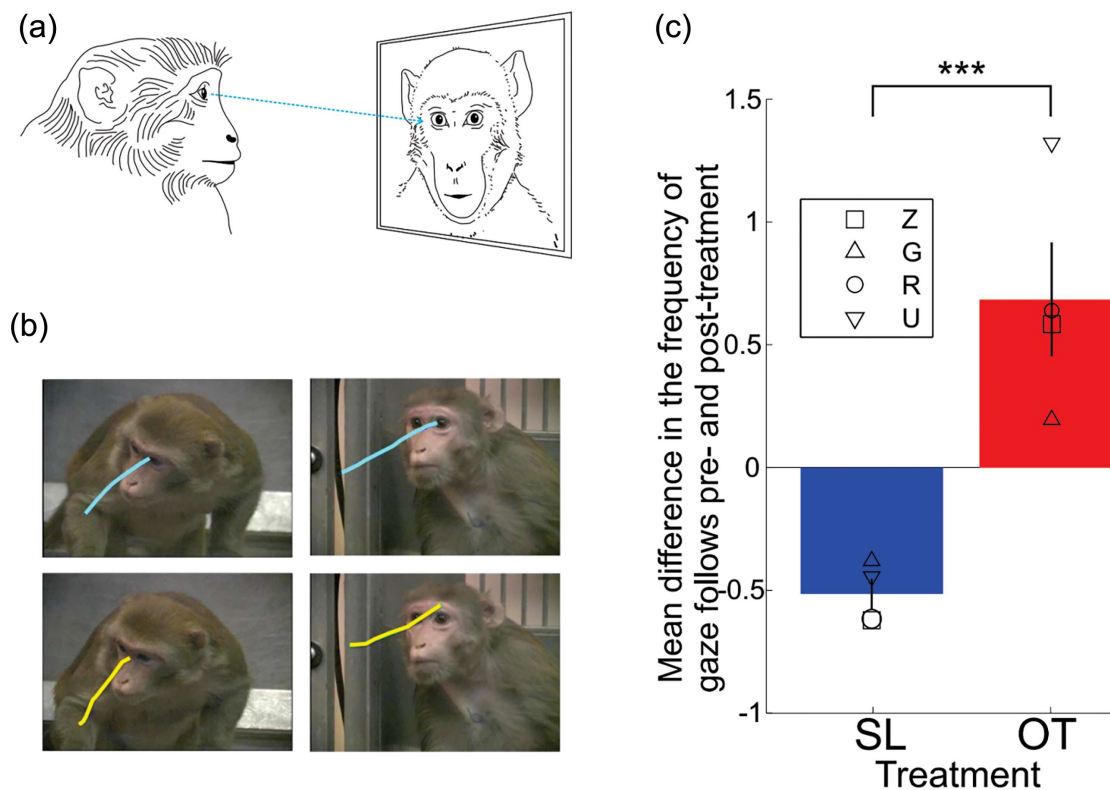 (a)
(b)
(c)
***
Mean difference in the frequency of
gaze follows pre- and post-treatment
1.5
1
0.5
0
-0.5
-1
Z
G
R
U
SL
OT
Treatment